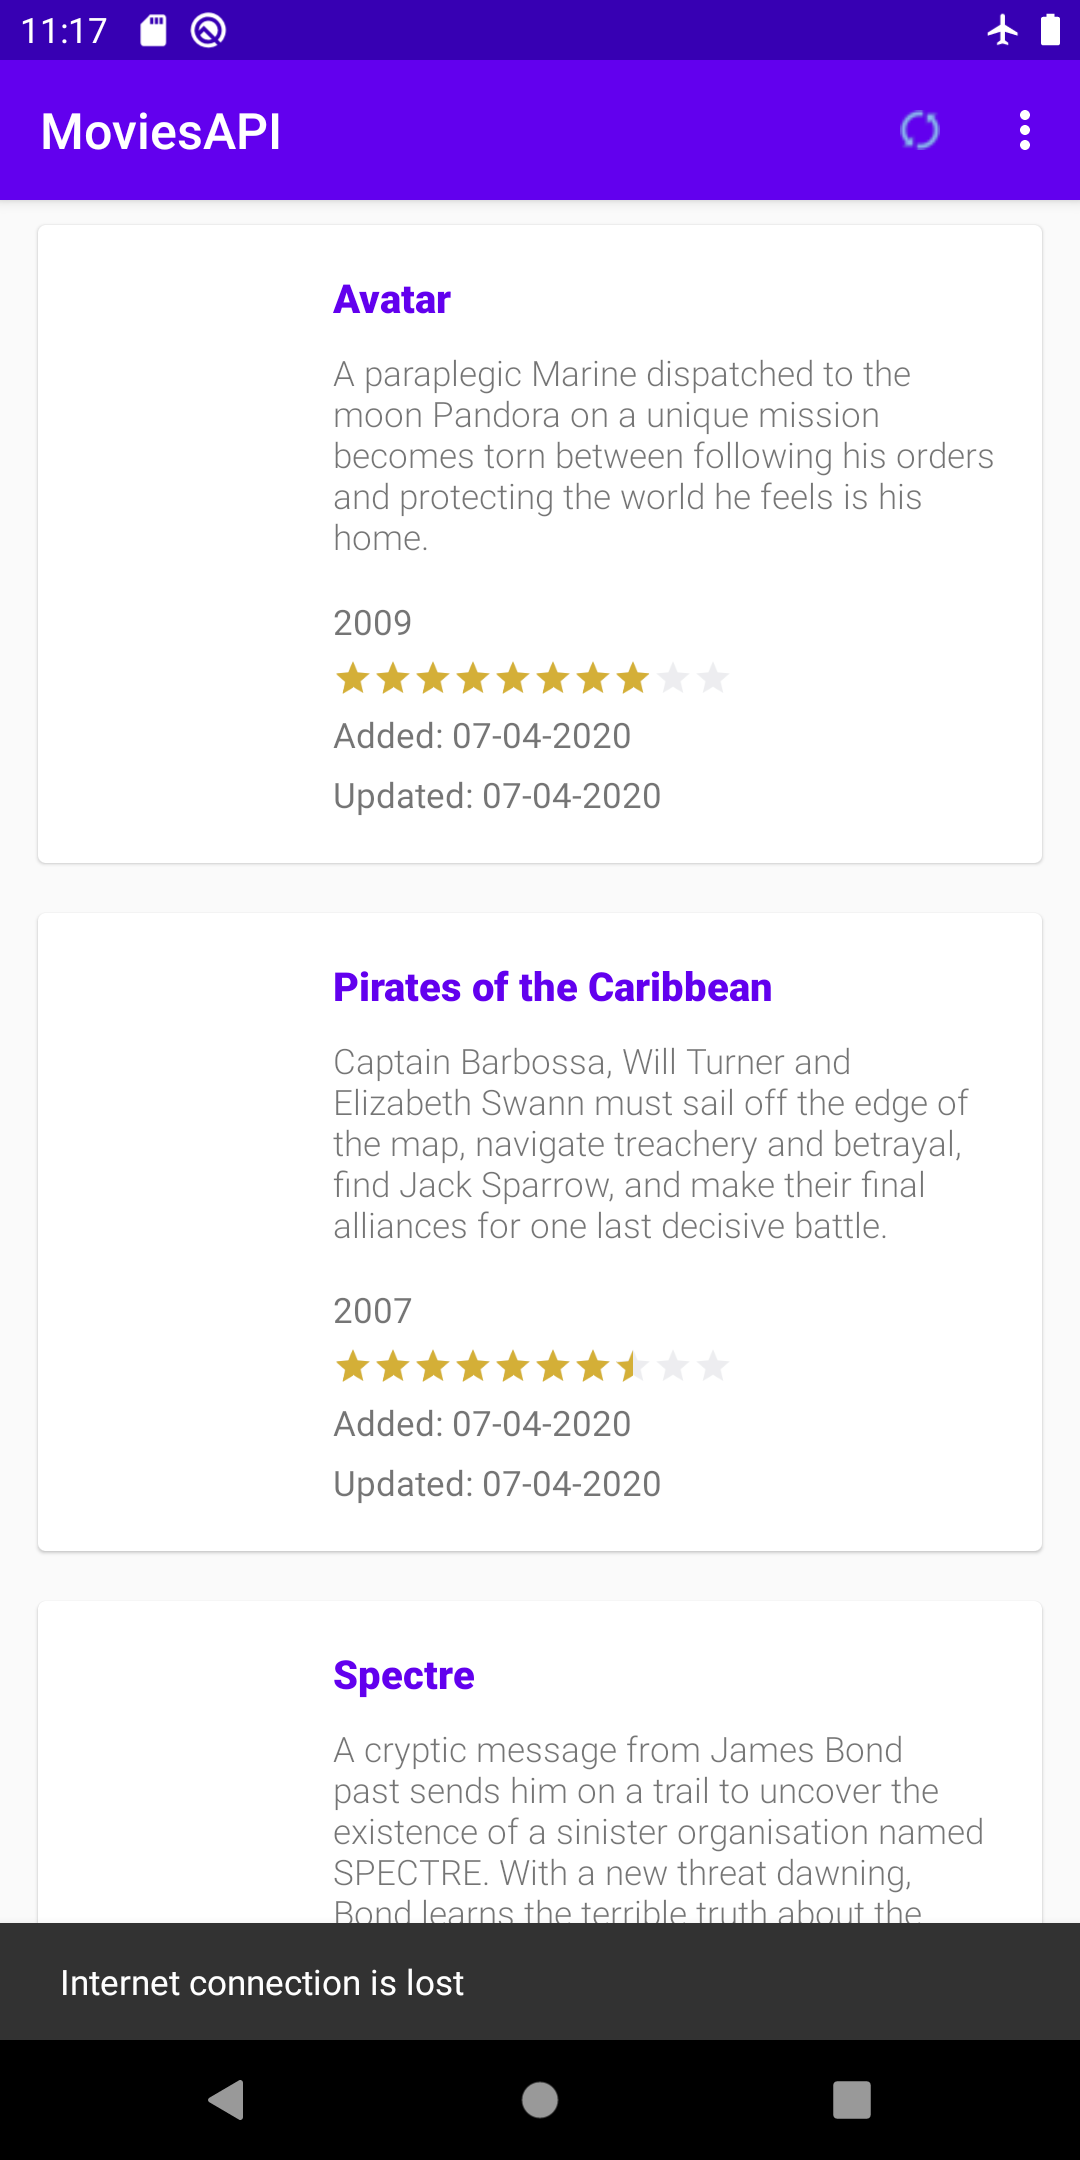 11:17
MoviesAPI
Avatar
A paraplegic Marine dispatched to the
moon Pandora on a unique mission
becomes torn between following his orders
and protecting the world he feels is his
home.
2009
Added: 07-04-2020
Updated: 07-04-2020
Pirates of the Caribbean
Captain Barbossa, Will Turner and
Elizabeth Swann must sail off the edge of
the map, navigate treachery and betrayal,
find Jack Sparrow, and make their final
alliances for one last decisive battle.
2007
Added: 07-04-2020
Updated: 07-04-2020
Spectre
A cryptic message from James Bond
past sends him on a trail to uncover the
existence of a sinister organisation named
SPECTRE. With a new threat dawning,
Bond learns the terrible truth about the
Internet connection is lost